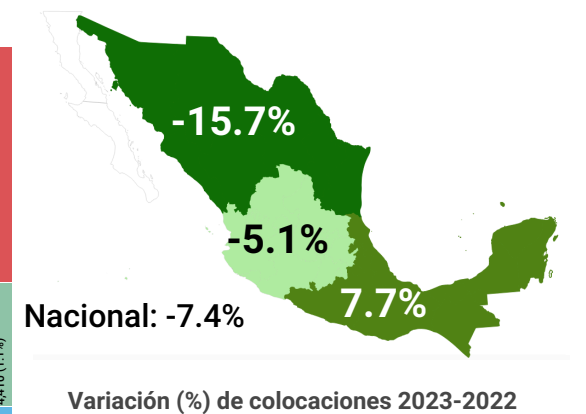 -15.7%
-5.1%
7.7%
Nacional: -7.4%
Variación (%) de colocaciones 2023-2022